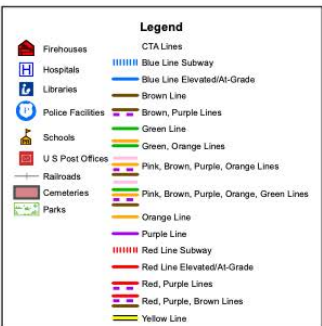 Legend
Firehouses
Hospitals
Libraries
Police Facilities
Schools
U S Post Offices
Railroads
Cemeteries
Parks
CTA Lines
Blue Line Subway
Blue Line Elevated/At-Grade
Brown Line
Brown, Purple Lines
Green Line
Green, Orange Lines
Pink, Brown, Purple, Orange Lines
Pink, Brown, Purple, Orange, Green Lines
Orange Line
Purple Line
Red Line Subway
Red Line Elevated/At-Grade
Red, Purple Lines
Red, Purple, Brown Lines
Yellow Line